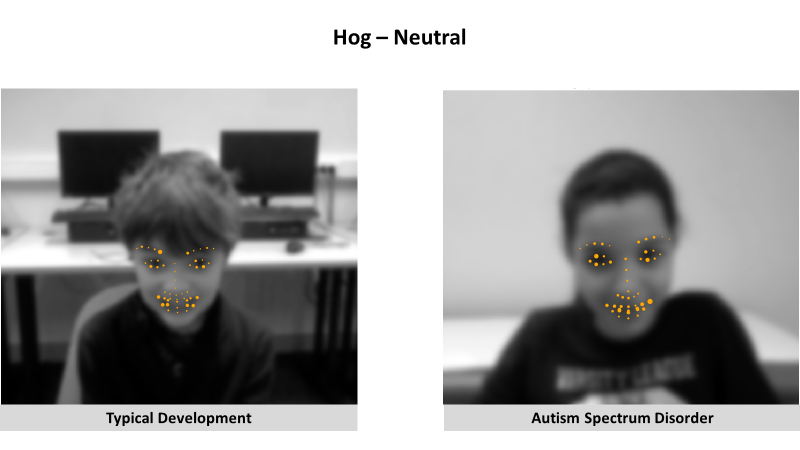 Hog – Neutral
Typical Development
Autism Spectrum Disorder